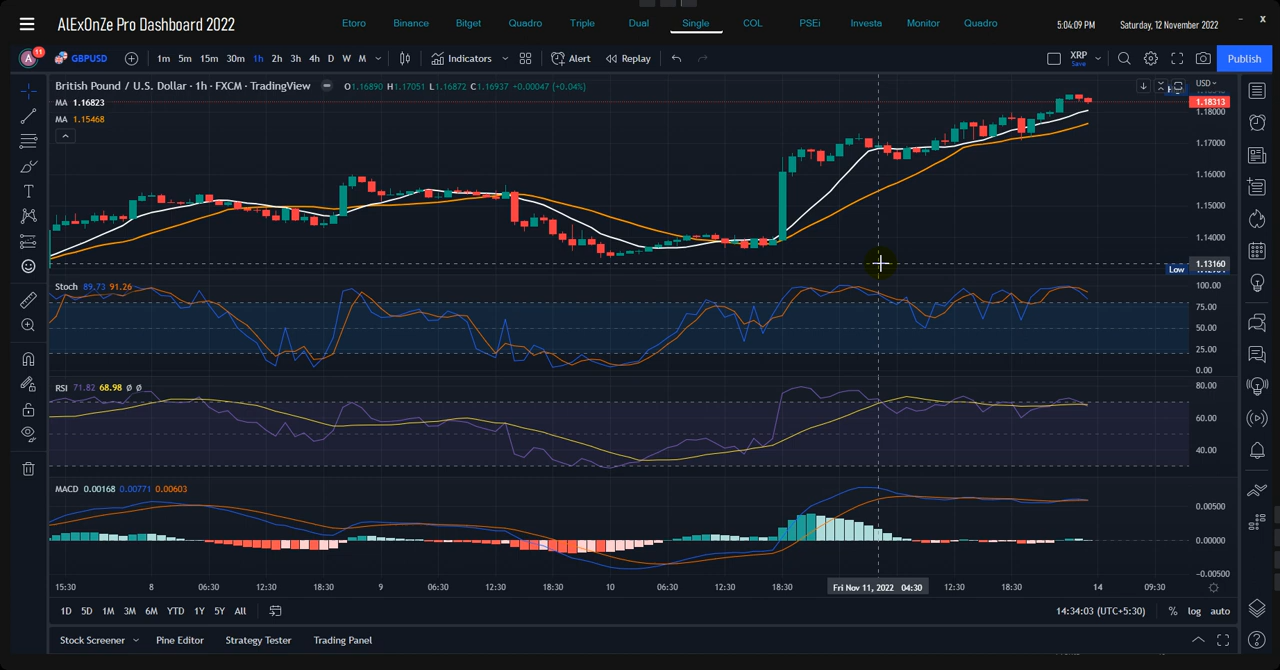 AlExOnZe Pro Dashboard 2022
Etoro Binance Bitget Quadro Triple Dual Single COL PSEi Investa Monitor Quadro
5:04:09 PM Saturday, 12 November 2022 – X
A 11 GBPUSD 1m 5m 15m 30m 1h 2h 3h 4h D W M Indicators Alert Replay XRP Save Publish
British Pound / U.S. Dollar · 1h · FXCM · TradingView O1.16890 H1.17051 L1.16872 C1.16937 +0.00047 (+0.04%) USD
MA 1.16823
1.18313
1.18000
MA 1.15468
1.17000
1.16000
1.15000
1.14000
Low 1.13160
Stoch 89.73 91.26
100.00
75.00
50.00
25.00
0.00
RSI 71.82 68.98 Ø Ø
80.00
60.00
40.00
MACD 0.00168 0.00771 0.00603
0.00500
0.00000
−0.00500
15:30 8 06:30 12:30 18:30 9 06:30 12:30 18:30 10 06:30 12:30 18:30 Fri Nov 11, 2022 04:30 12:30 18:30 14 09:30
1D 5D 1M 3M 6M YTD 1Y 5Y All 14:34:03 (UTC+5:30) % log auto
Stock Screener Pine Editor Strategy Tester Trading Panel